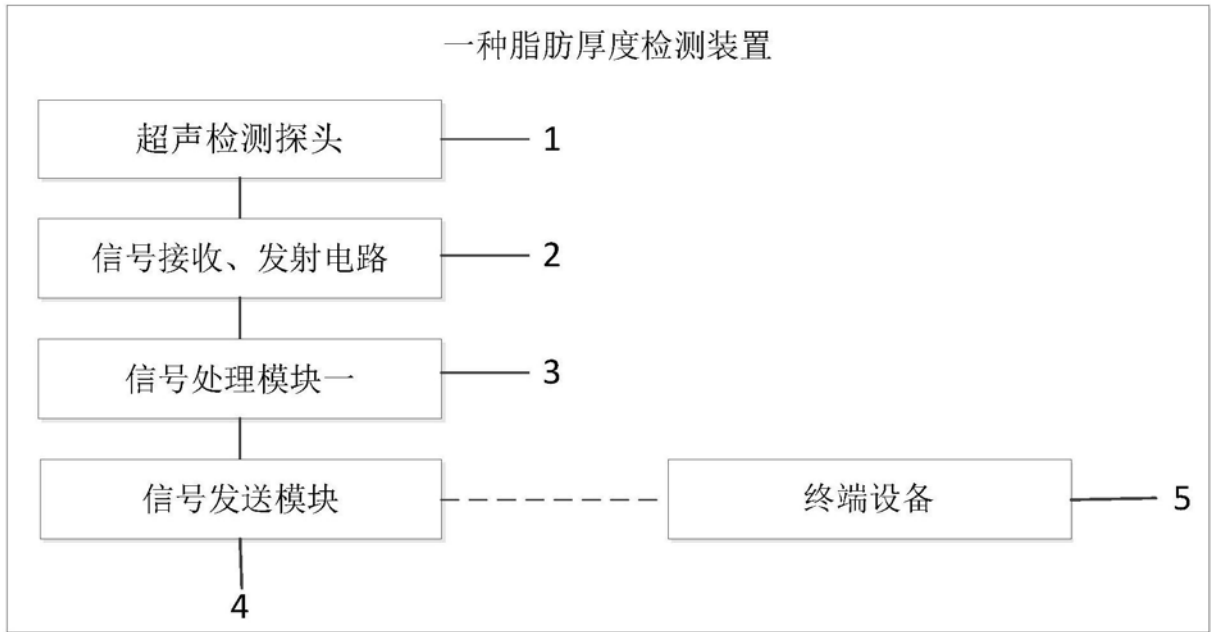 一种脂肪厚度检测装置
超声检测探头
1
信号接收、发射电路
2
信号处理模块一
3
信号发送模块
终端设备
5
4